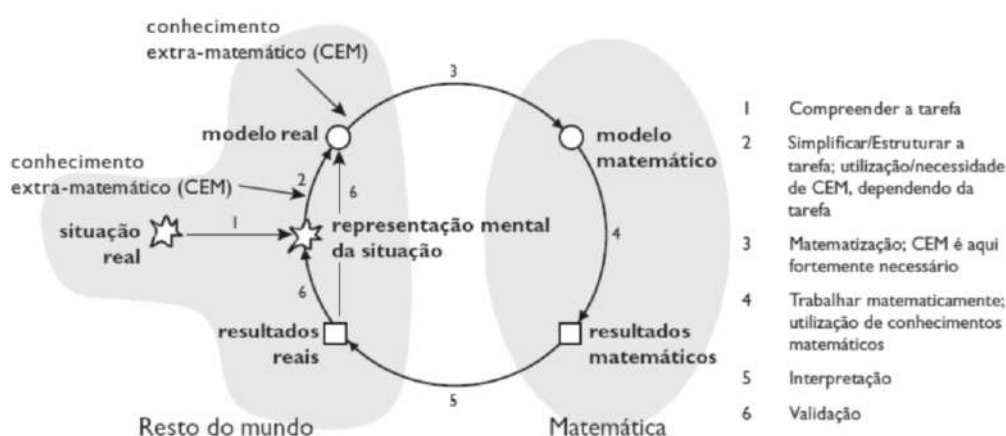 conhecimento
extra-matemático (CEM)
3
modelo real
modelo
matemático
conhecimento
extra-matemático (CEM)
2
6
situação
real
1
representação mental
da situação
4
6
resultados
reais
resultados
matemáticos
5
Resto do mundo
Matemática
1 Compreender a tarefa
2 Simplificar/Estruturar a
tarefa; utilização/necessidade
de CEM, dependendo da
tarefa
3 Matematização; CEM é aqui
fortemente necessário
4 Trabalhar matematicamente;
utilização de conhecimentos
matemáticos
5 Interpretação
6 Validação